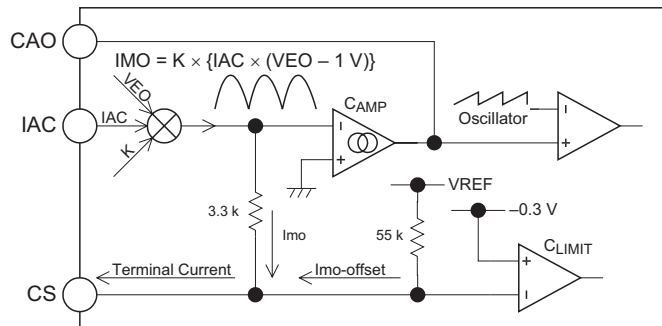 CAO
IMO = K × {IAC × (VEO – 1 V)}
VEO
IAC
IAC
K
CAMP
Oscillator
VREF
3.3 k
Imo
55 k
–0.3 V
CLIMIT
Terminal Current
Imo-offset
CS